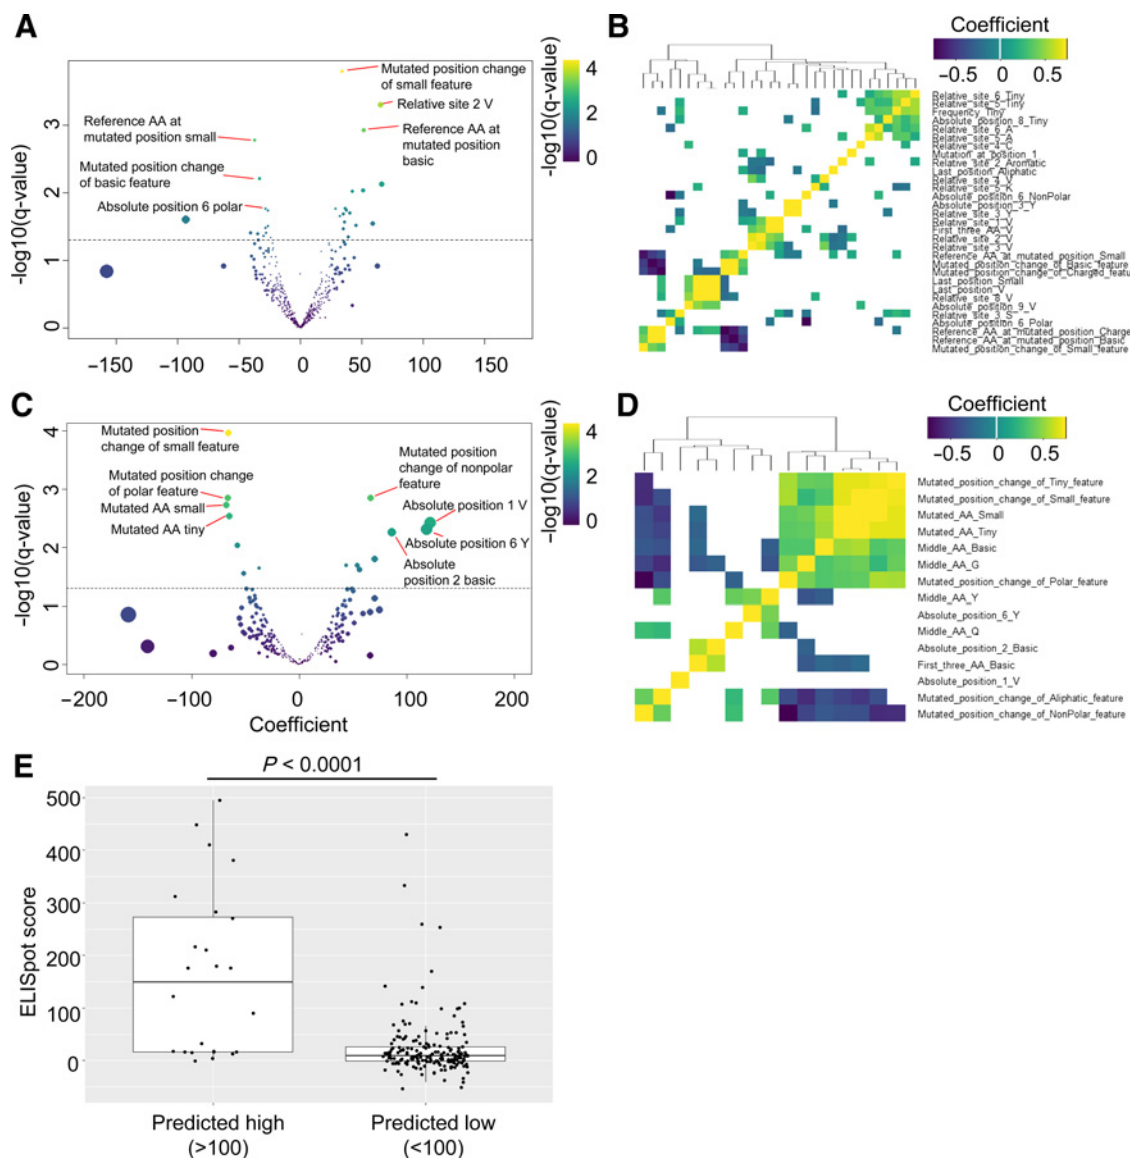 A
Mutated position change
of small feature
Relative site 2 V
Reference AA at
mutated position
basic
Reference AA at
mutated position small
Mutated position change
of basic feature
Absolute position 6 polar
−log10(q-value)
3
2
1
0
−150
−100
−50
0
50
100
150
−log10(q-value)
4
2
0
B
Coefficient
−0.5
0.5
Relative_site_6_Tiny
Relative_site_5_Tiny
Frequency_Tiny
Absolute_position_8_Tiny
Relative_site_6_A
Relative_site_5_A
Relative_site_4_C
Mutation_at_position_1
Relative_site_2_Aromatic
Last_position_Aliphatic
Relative_site_4_V
Relative_site_5_K
Absolute_position_6_NonPolar
Absolute_position_3_Y
Relative_site_3_Y
Relative_site_1_V
First_three_AA_V
Relative_site_2_V
Relative_site_3_V
Reference_AA_at_mutated_position_Small
Mutated_position_change_of_Basic_feature
Mutated_position_change_of_Charged_featu
Last_position_Small
Last_position_V
Relative_site_8_V
Absolute_position_9_V
Relative_site_3_S
Absolute_position_6_Polar
Reference_AA_at_mutated_position_Charge
Reference_AA_at_mutated_position_Basic
Mutated_position_change_of_Small_feature
C
Mutated position
change of small feature
Mutated position change
of polar feature
Mutated AA small
Mutated AA tiny
Mutated position
change of nonpolar
feature
Absolute position 1 V
Absolute position 6 Y
Absolute
position 2 basic
−log10(q-value)
4
3
2
1
0
−200
−100
0
100
200
Coefficient
−log10(q-value)
4
2
0
D
Coefficient
−0.5
0.5
Mutated_position_change_of_Tiny_feature
Mutated_position_change_of_Small_feature
Mutated_AA_Small
Mutated_AA_Tiny
Middle_AA_Basic
Middle_AA_G
Mutated_position_change_of_Polar_feature
Middle_AA_Y
Absolute_position_6_Y
Middle_AA_Q
Absolute_position_2_Basic
First_three_AA_Basic
Absolute_position_1_V
Mutated_position_change_of_Aliphatic_feature
Mutated_position_change_of_NonPolar_feature
E
P < 0.0001
ELISpot score
500
400
300
200
100
0
Predicted high
(>100)
Predicted low
(<100)